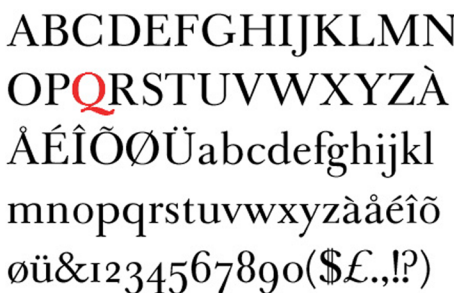 ABCDEFGHIJKLMN
OPQRSTUVWXYZÀ
ÅÉÎÕØÜabcdefghijkl
mnopqrstuvwxyzàåéîõ
øü&1234567890($£.,!?)